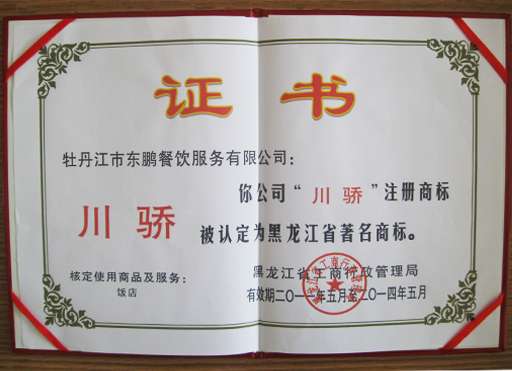 证书
牡丹江市东鹏餐饮服务有限公司:
你公司“川骄”注册商标
川骄
被认定为黑龙江省著名商标。
核定使用商品及服务:
饭店
黑龙江省工商行政管理局
有效期二〇一一年五月至二〇一四年五月